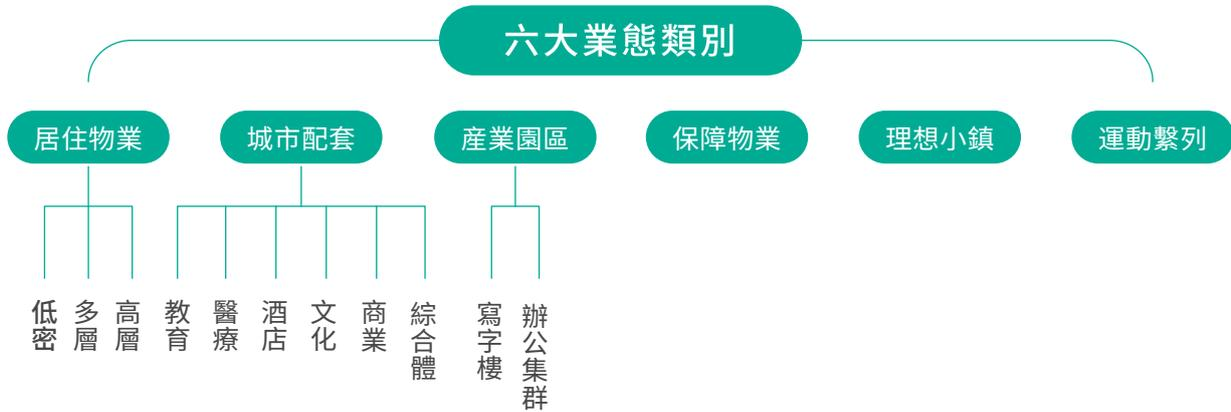 六大業態類別
居住物業
城市配套
産業園區
保障物業
理想小鎮
運動繫列
低密
多層
高層
教育
醫療
酒店
文化
商業
綜合體
寫字樓
辦公集群